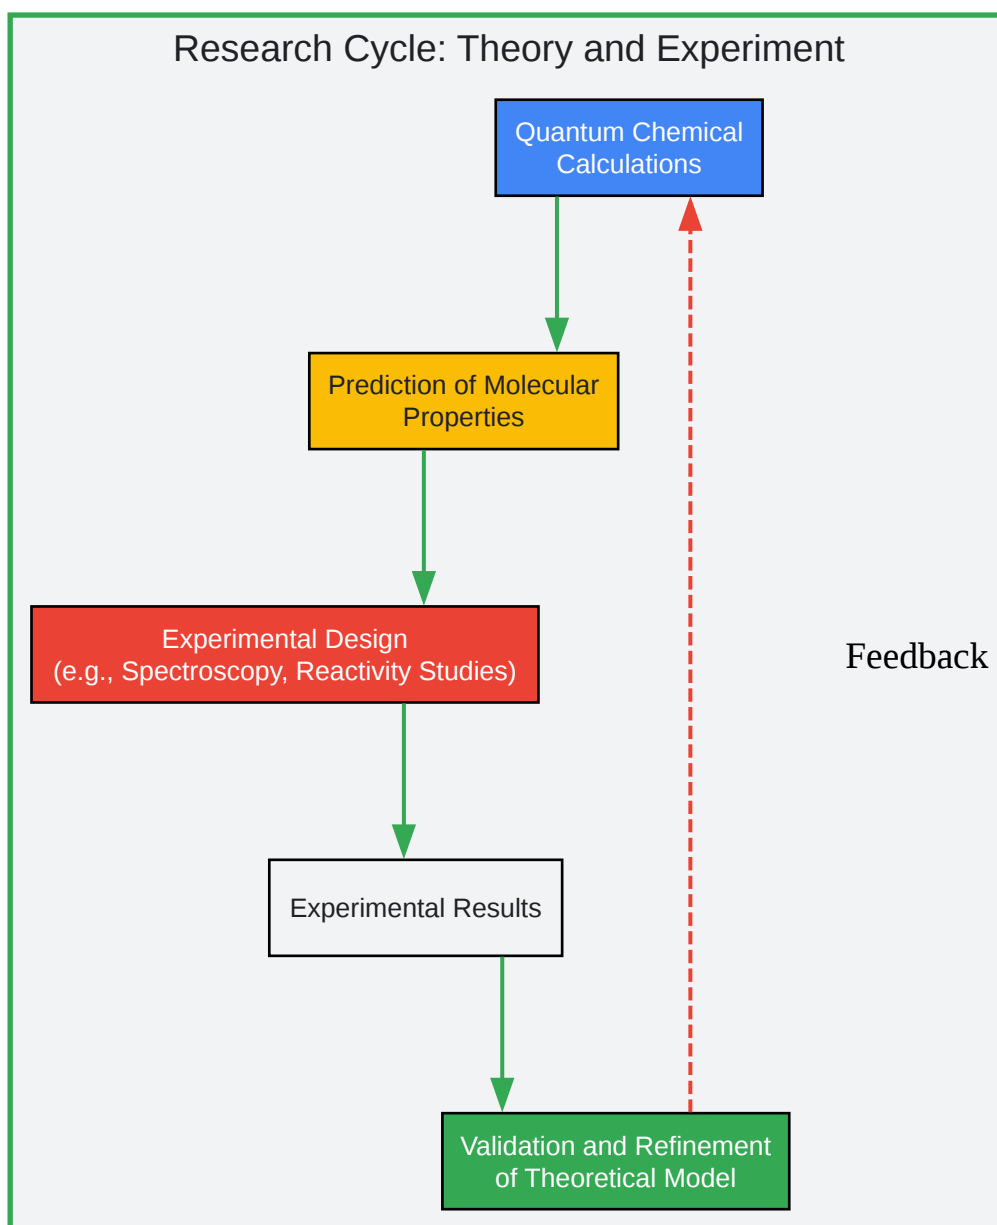 Research Cycle: Theory and Experiment
Quantum Chemical
Calculations
Prediction of Molecular
Properties
Experimental Design
(e.g., Spectroscopy, Reactivity Studies)
Feedback
Experimental Results
Validation and Refinement
of Theoretical Model